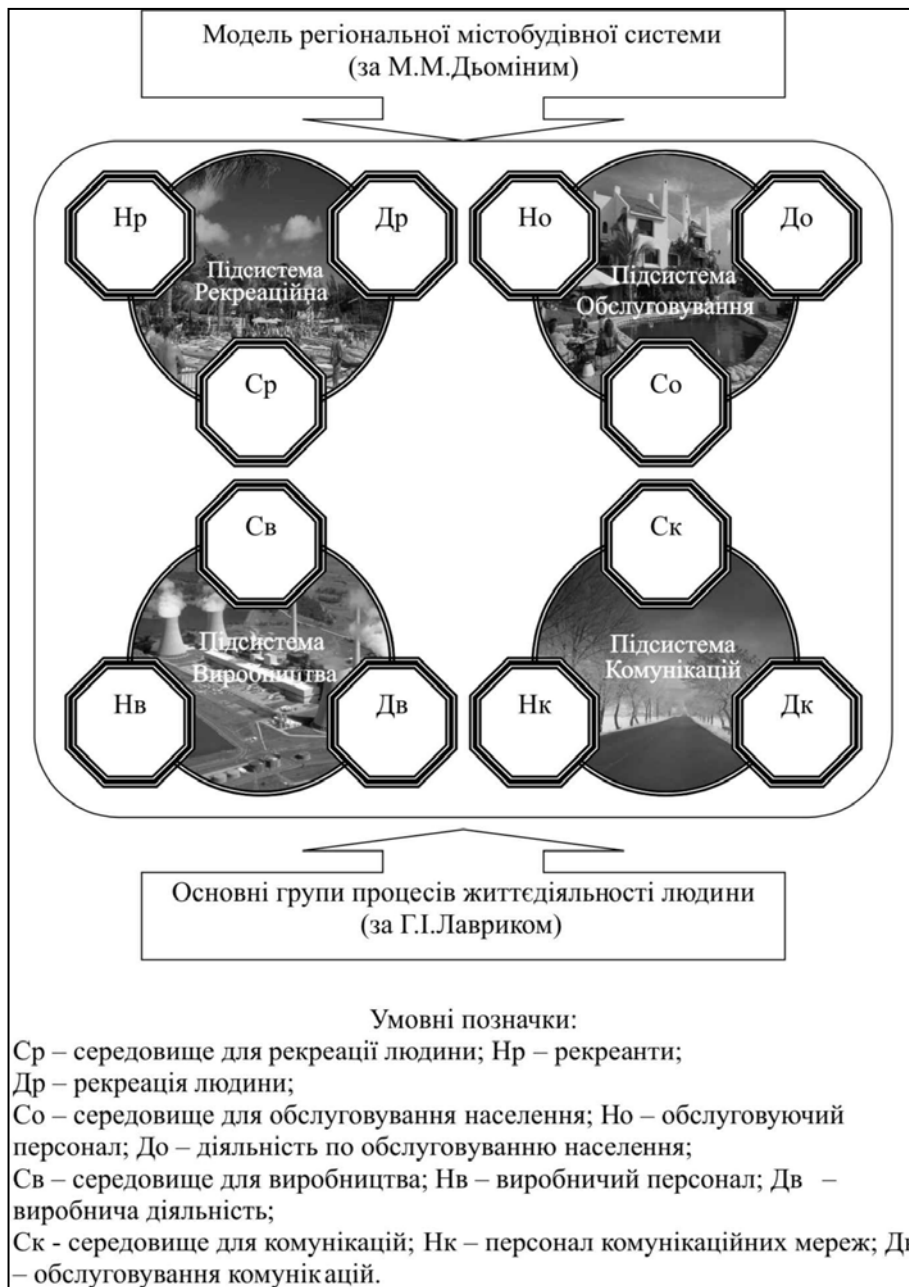 Модель регіональної містобудівної системи
(за М.М.Дьоміним)
Нр
Др
Но
До
Підсистема
Рекреаційна
Підсистема
Обслуговування
Ср
Со
Св
Ск
Підсистема
Виробництва
Підсистема
Комунікацій
Нв
Дв
Нк
Дк
Основні групи процесів життєдіяльності людини
(за Г.І.Лавриком)
Умовні позначки:
Ср – середовище для рекреації людини; Нр – рекреанти;
Др – рекреація людини;
Со – середовище для обслуговування населення; Но – обслуговуючий
персонал; До – діяльність по обслуговуванню населення;
Св – середовище для виробництва; Нв – виробничий персонал; Дв –
виробнича діяльність;
Ск - середовище для комунікацій; Нк – персонал комунікаційних мереж; Дк
– обслуговування комунікацій.